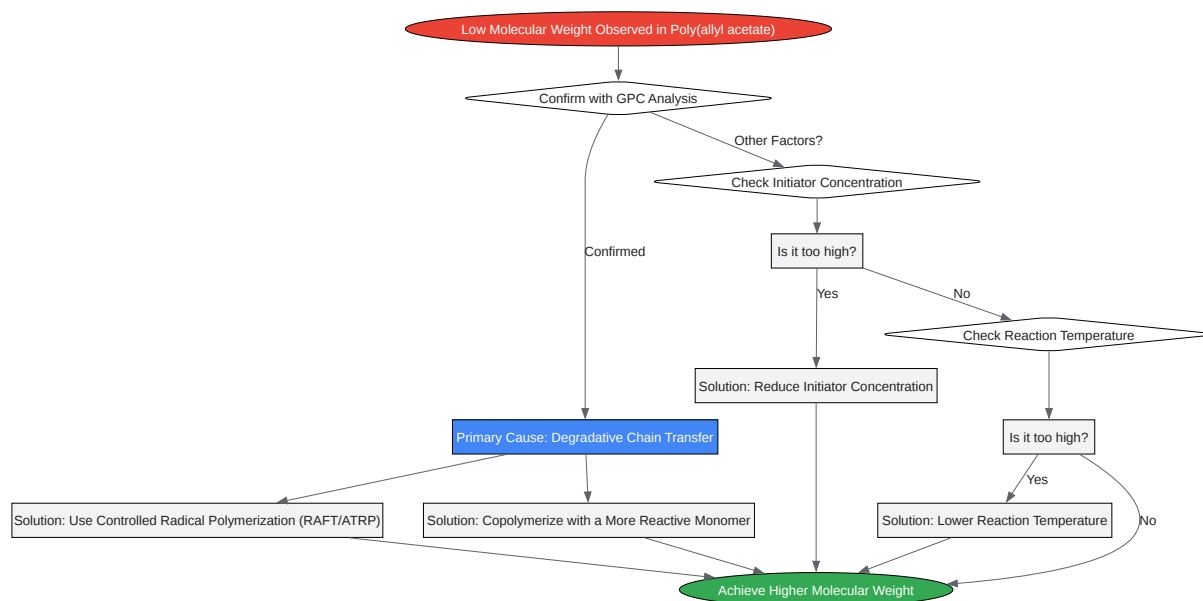 Low Molecular Weight Observed in Poly(allyl acetate)
Confirm with GPC Analysis
Other Factors?
Check Initiator Concentration
Confirmed
Is it too high?
Yes
No
Check Reaction Temperature
Solution: Reduce Initiator Concentration
Primary Cause: Degradative Chain Transfer
Is it too high?
Yes
Solution: Use Controlled Radical Polymerization (RAFT/ATRP)
Solution: Copolymerize with a More Reactive Monomer
Solution: Lower Reaction Temperature
No
Achieve Higher Molecular Weight